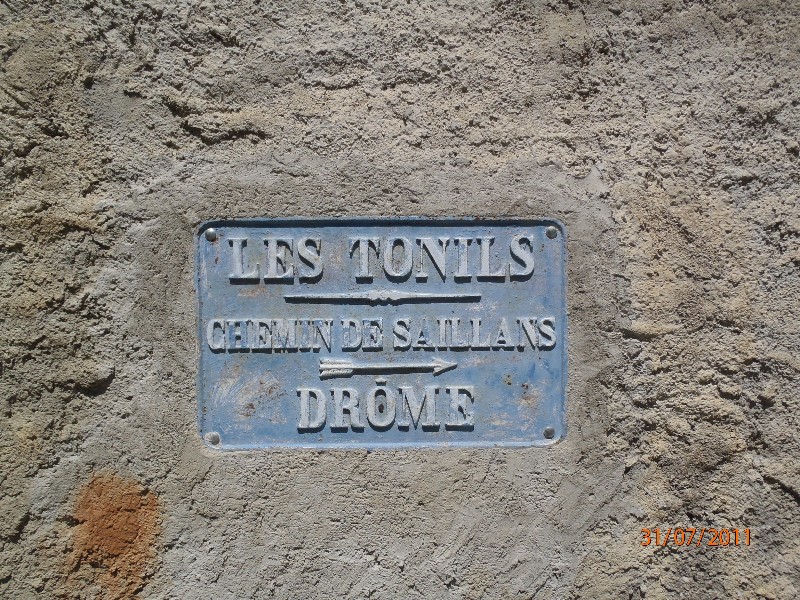 LES TONILS
CHEMIN DE SAILLANS
DRÔME
31/07/2011